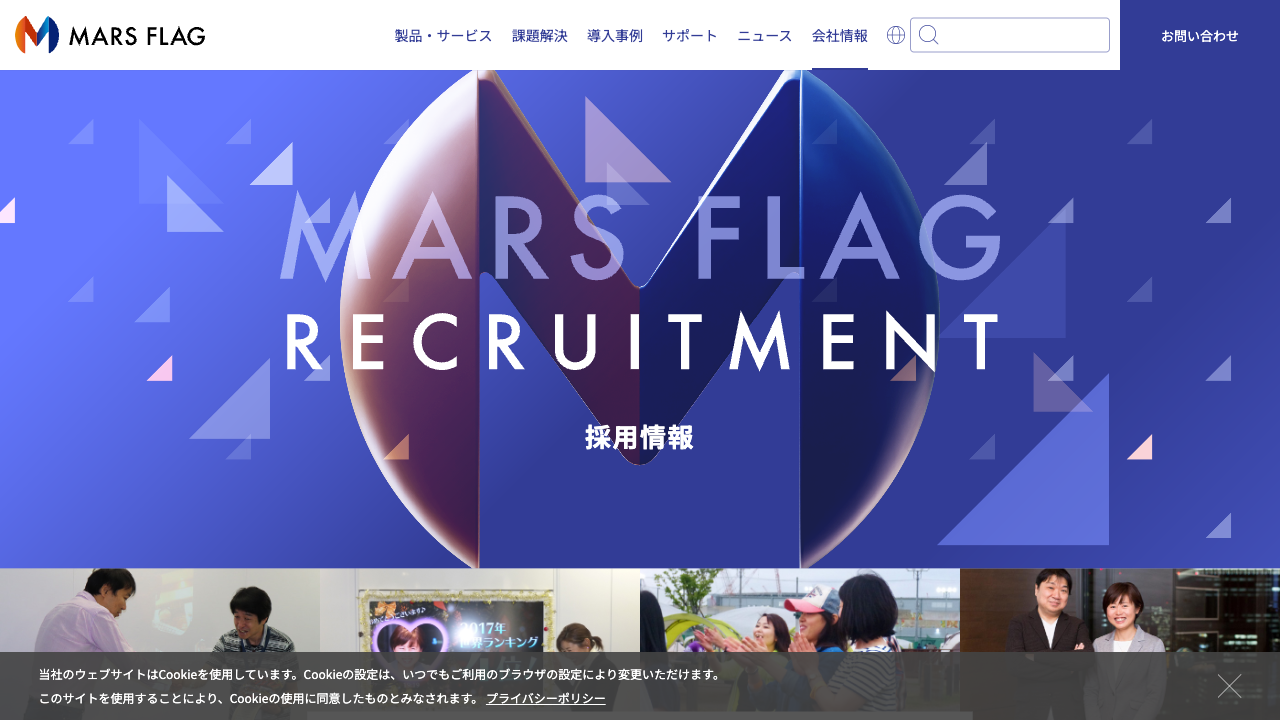 MARS FLAG
製品・サービス
課題解決
導入事例
サポート
ニュース
会社情報
お問い合わせ
MARS FLAG
RECRUITMENT
採用情報
2017年
世界ランキング
当社のウェブサイトはCookieを使用しています。Cookieの設定は、いつでもご利用のブラウザの設定により変更いただけます。
このサイトを使用することにより、Cookieの使用に同意したものとみなされます。 プライバシーポリシー